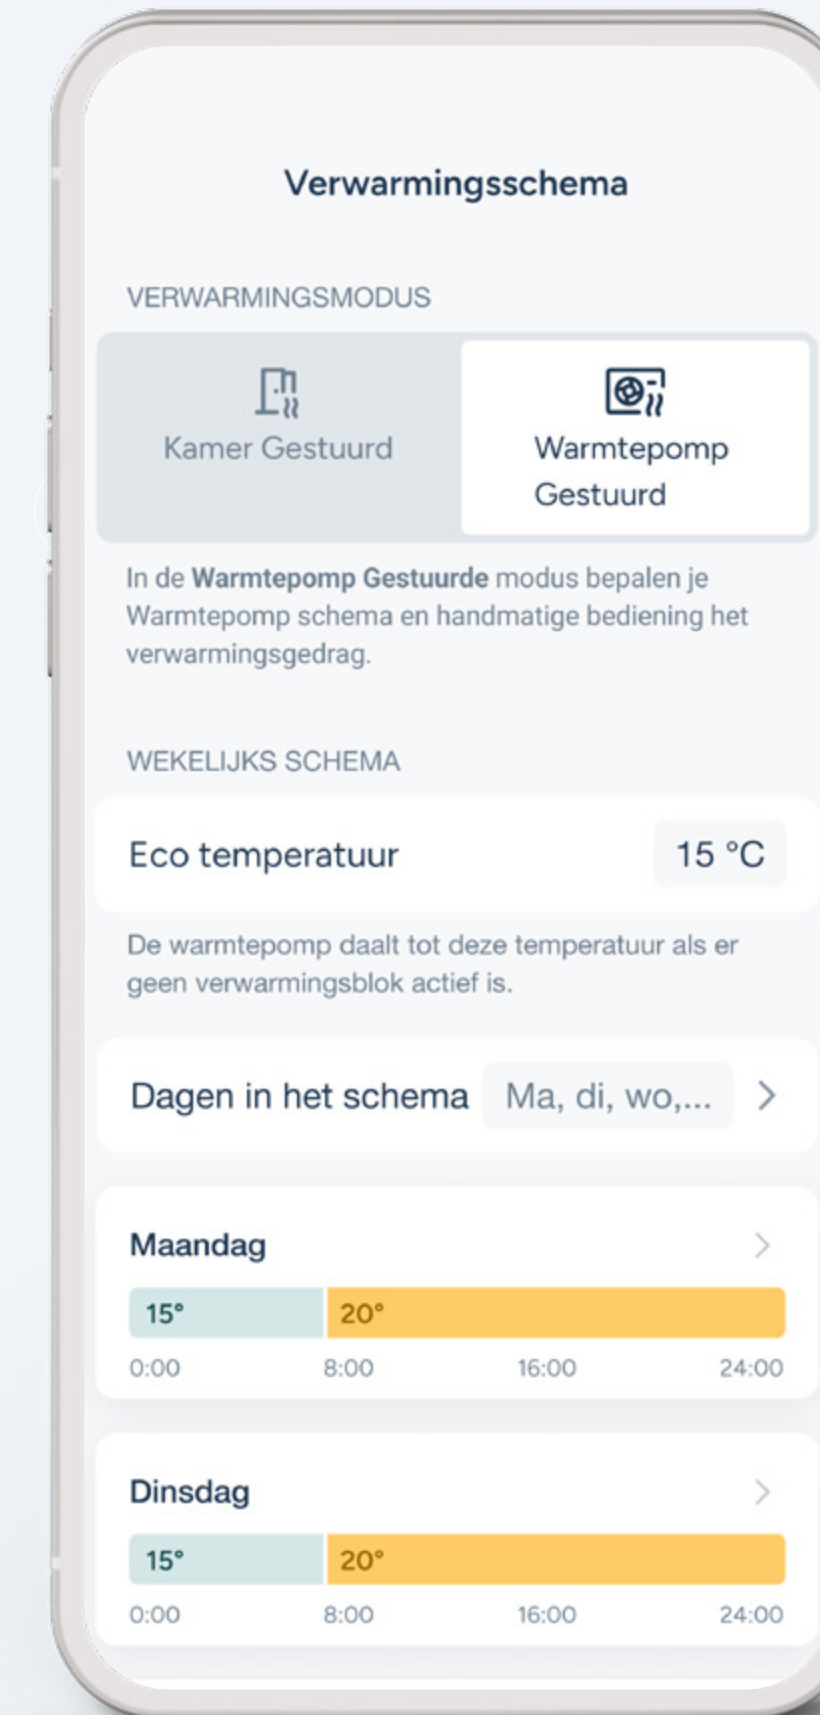 Verwarmingsschema
VERWARMINGSMODUS
Kamer Gestuurd
Warmtepomp
Gestuurd
In de Warmtepomp Gestuurde modus bepalen je
Warmtepomp schema en handmatige bediening het
verwarmingsgedrag.
WEKELIJKS SCHEMA
Eco temperatuur
15 °C
De warmtepomp daalt tot deze temperatuur als er
geen verwarmingsblok actief is.
Dagen in het schema Ma, di, wo,...
Maandag
15° 20°
0:00 8:00 16:00 24:00
Dinsdag
15° 20°
0:00 8:00 16:00 24:00